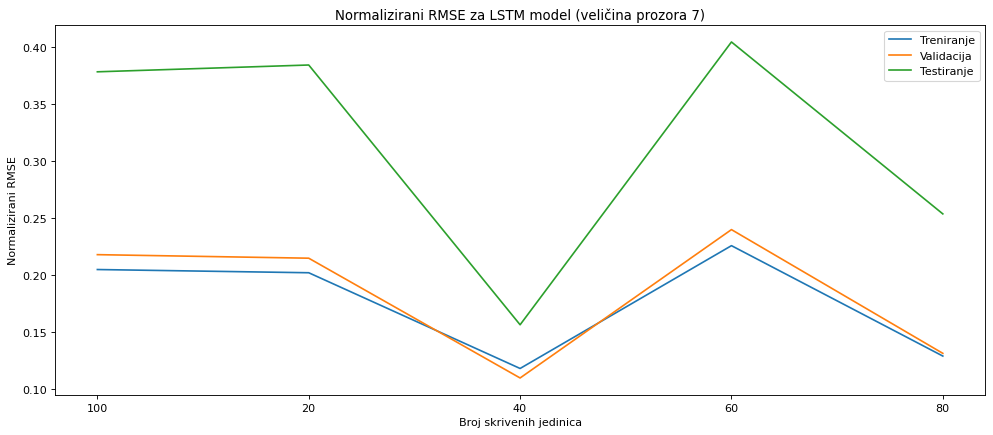 Normalizirani RMSE za LSTM model (veličina prozora 7)
Treniranje
Validacija
Testiranje
Normalizirani RMSE
0.40
0.35
0.30
0.25
0.20
0.15
0.10
100 20 40 60 80
Broj skrivenih jedinica